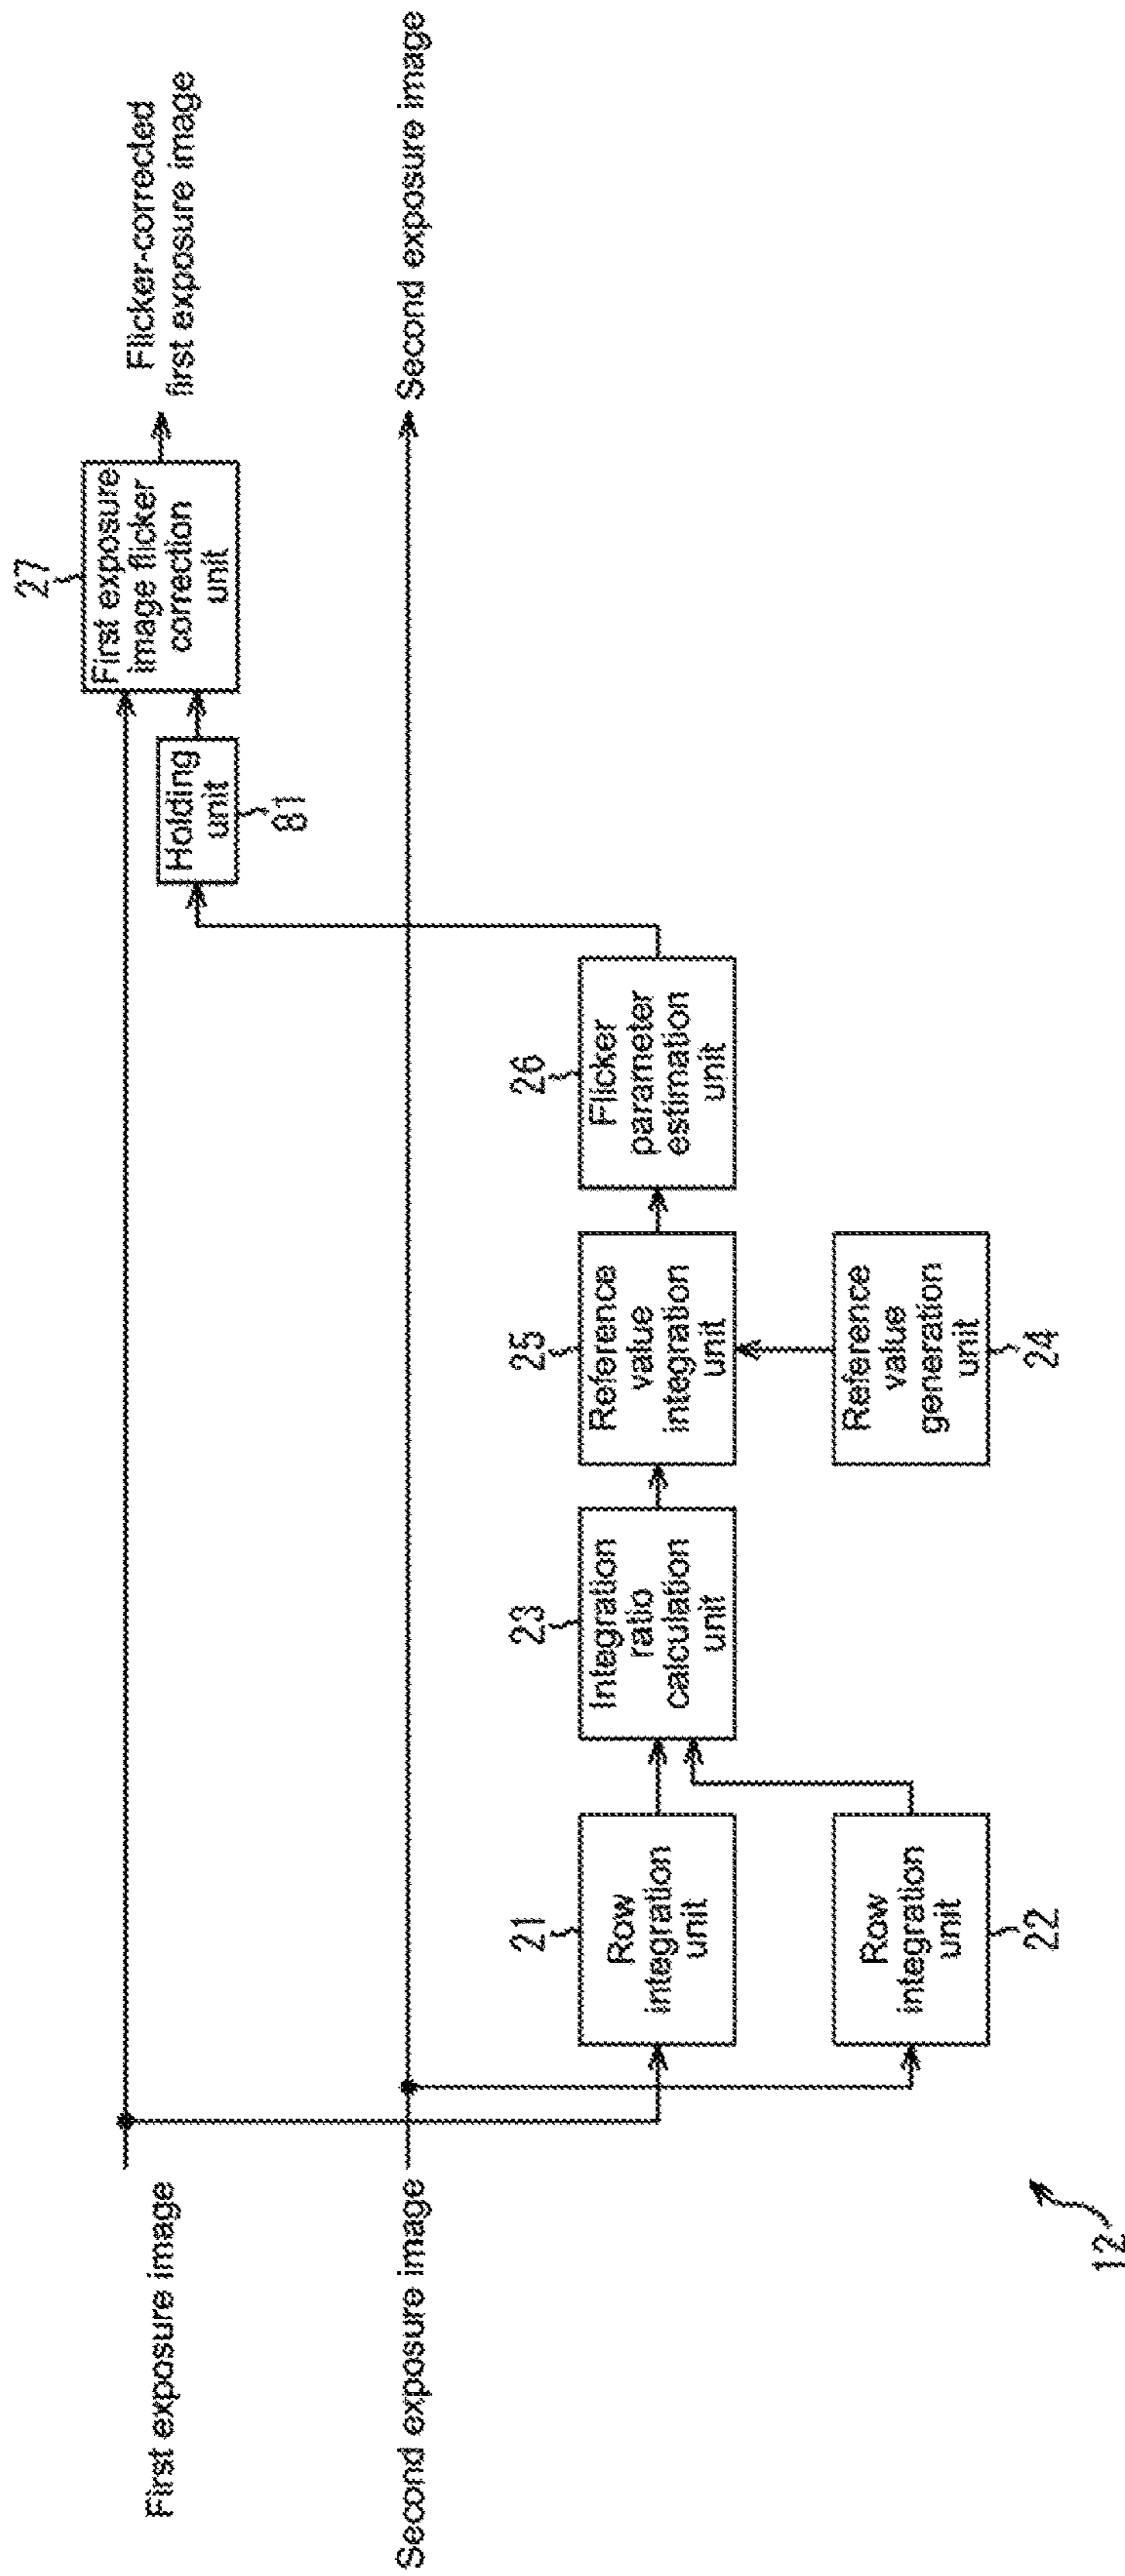 First exposure image
Second exposure image
12
21
Row
integration
unit
Row
integration
unit
22
23
Integration
ratio
calculation
unit
25
Reference
value
integration
unit
Reference
value
generation
unit
24
26
Flicker
parameter
estimation
unit
Holding
unit
81
27
First exposure
image flicker
correction
unit
Flicker-corrected
first exposure image
Second exposure image